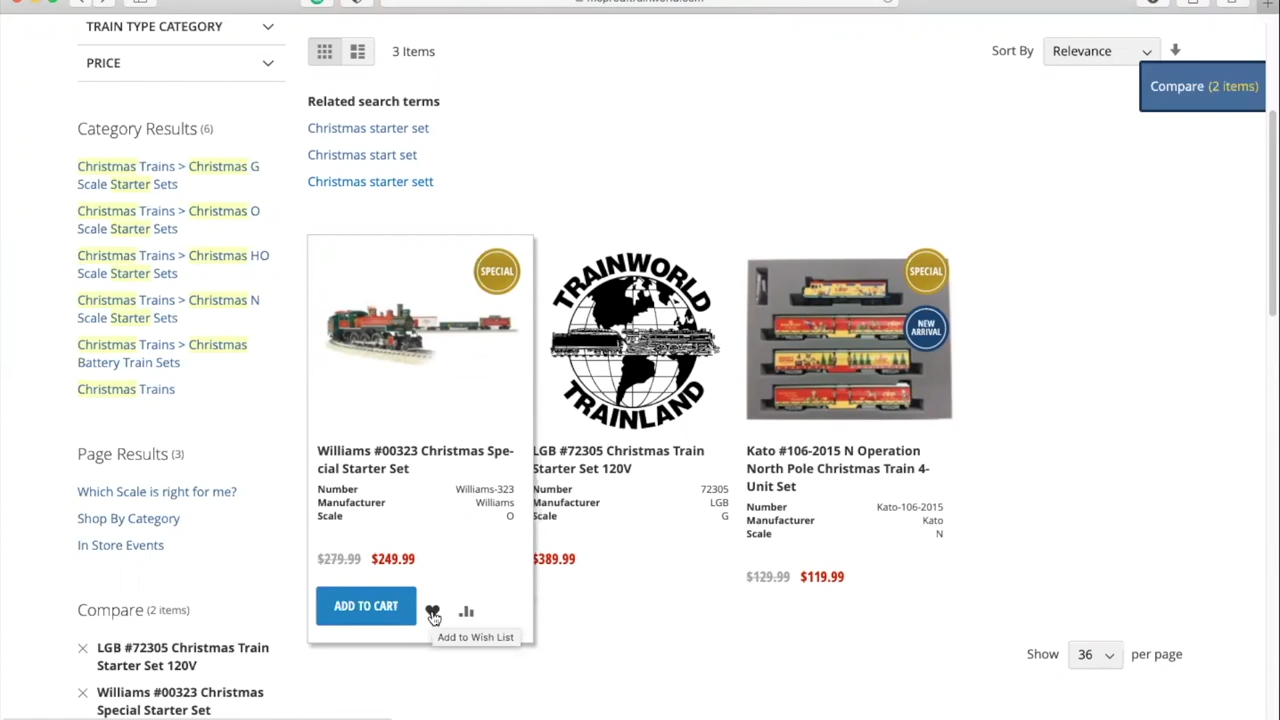 TRAIN TYPE CATEGORY
PRICE
3 Items
Sort By
Relevance
Compare (2 items)
Related search terms
Christmas starter set
Christmas start set
Christmas starter sett
Category Results (6)
Christmas Trains > Christmas G
Scale Starter Sets
Christmas Trains > Christmas O
Scale Starter Sets
Christmas Trains > Christmas HO
Scale Starter Sets
Christmas Trains > Christmas N
Scale Starter Sets
Christmas Trains > Christmas
Battery Train Sets
Christmas Trains
Page Results (3)
Which Scale is right for me?
Shop By Category
In Store Events
Compare (2 items)
LGB #72305 Christmas Train
Starter Set 120V
Williams #00323 Christmas
Special Starter Set
SPECIAL
Williams #00323 Christmas Spe-
cial Starter Set
Number Williams-323
Manufacturer Williams
Scale O
$279.99 $249.99
ADD TO CART
Add to Wish List
TRAINWORLD
TRAINLAND
LGB #72305 Christmas Train
Starter Set 120V
Number 72305
Manufacturer LGB
Scale G
$389.99
SPECIAL
NEW
ARRIVAL
Kato #106-2015 N Operation
North Pole Christmas Train 4-
Unit Set
Number Kato-106-2015
Manufacturer Kato
Scale N
$129.99 $119.99
Show 36 per page